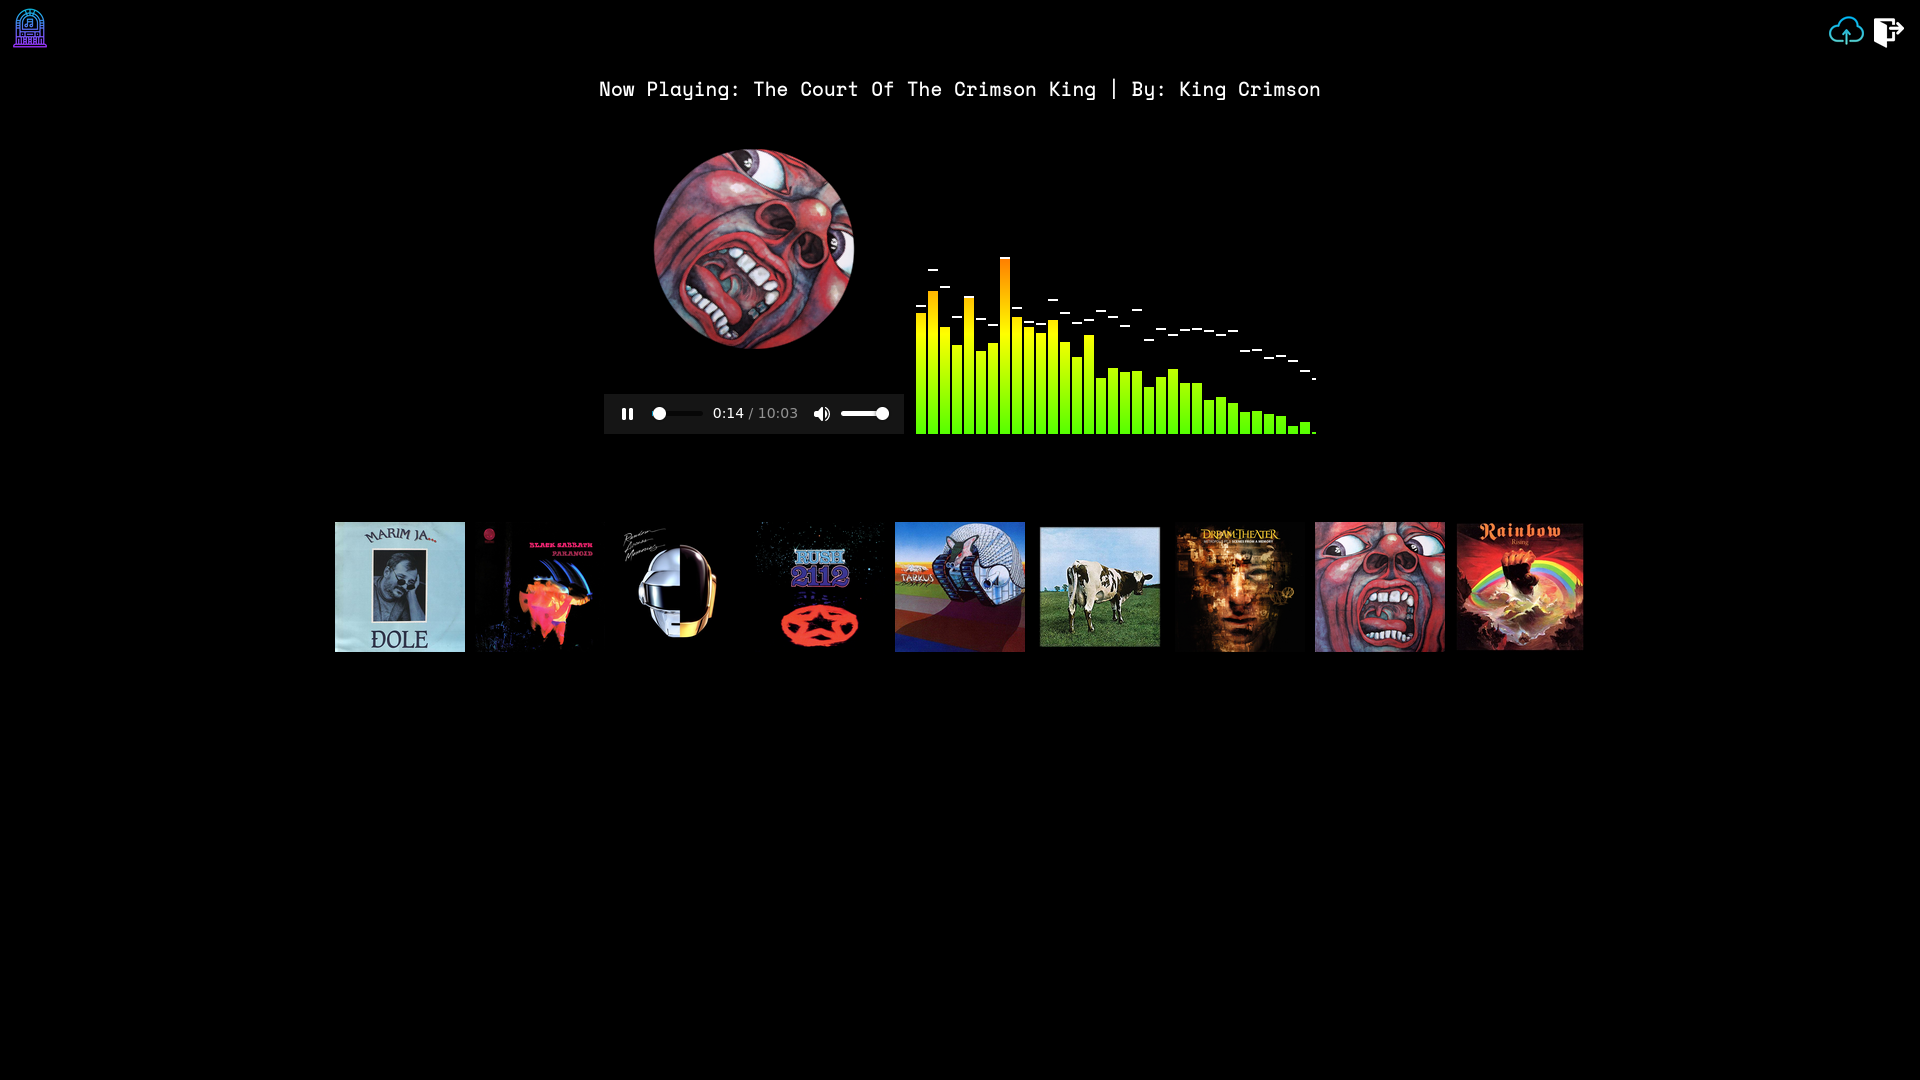 Now Playing: The Court Of The Crimson King | By: King Crimson
0:14 / 10:03
MARIM JA...
ĐOLE
BLACK SABBATH
PARANOID
Random
Access
Memories
RUSH
2112
TARKUS
DREAM THEATER
Rainbow
Rising